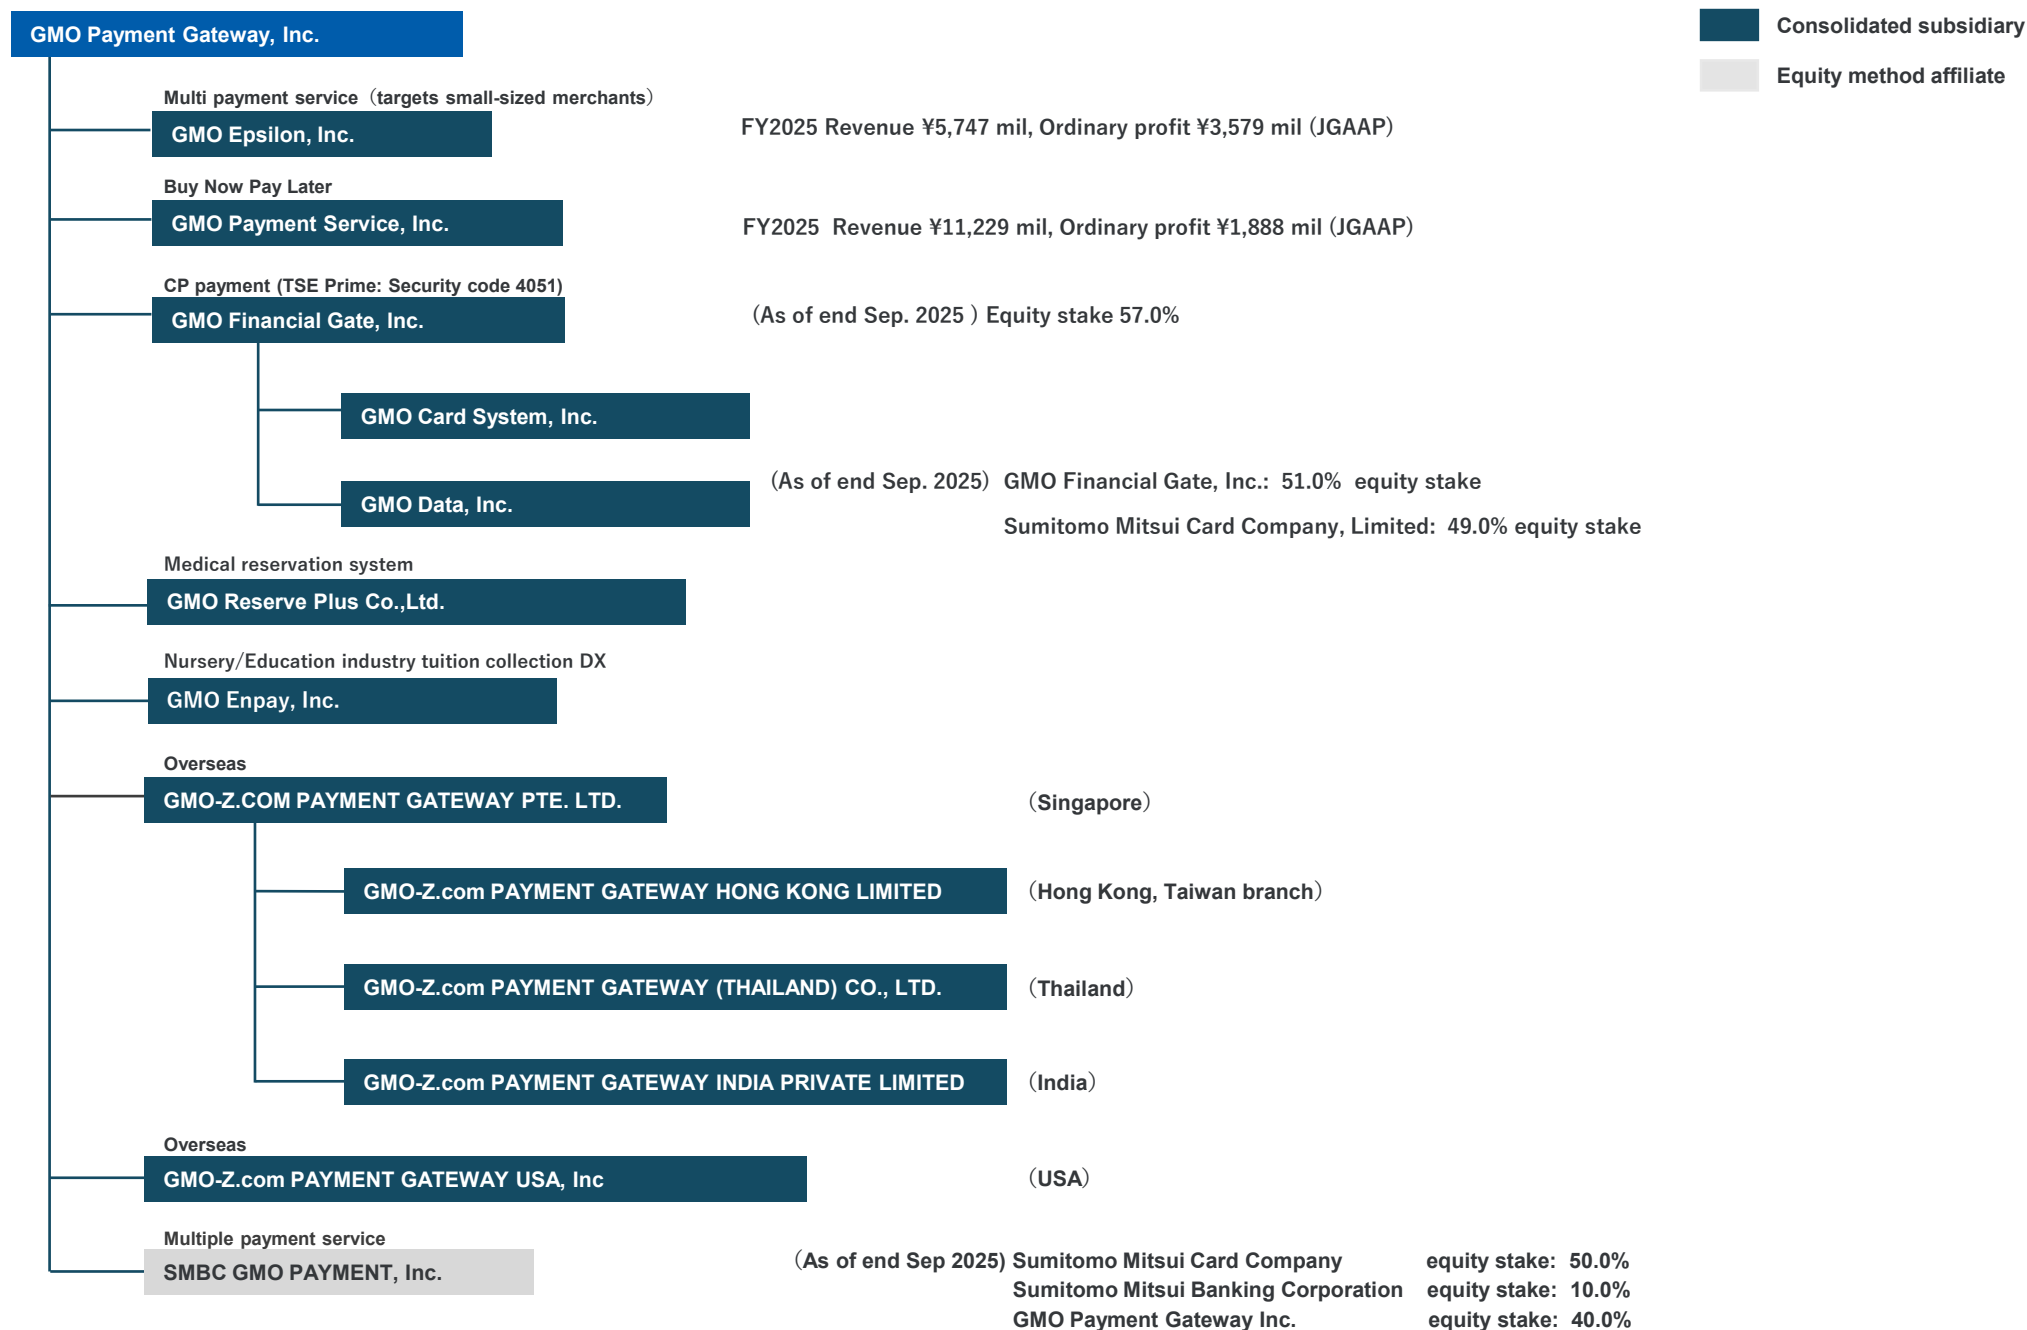 GMO Payment Gateway, Inc.
Consolidated subsidiary
Equity method affiliate
Multi payment service（targets small-sized merchants）
GMO Epsilon, Inc.
FY2025 Revenue ¥5,747 mil, Ordinary profit ¥3,579 mil (JGAAP)
Buy Now Pay Later
GMO Payment Service, Inc.
FY2025 Revenue ¥11,229 mil, Ordinary profit ¥1,888 mil (JGAAP)
CP payment (TSE Prime: Security code 4051)
GMO Financial Gate, Inc.
(As of end Sep. 2025 ) Equity stake 57.0%
GMO Card System, Inc.
(As of end Sep. 2025) GMO Financial Gate, Inc.: 51.0% equity stake
GMO Data, Inc.
Sumitomo Mitsui Card Company, Limited: 49.0% equity stake
Medical reservation system
GMO Reserve Plus Co.,Ltd.
Nursery/Education industry tuition collection DX
GMO Enpay, Inc.
Overseas
GMO-Z.COM PAYMENT GATEWAY PTE. LTD.
（Singapore）
GMO-Z.com PAYMENT GATEWAY HONG KONG LIMITED
（Hong Kong, Taiwan branch）
GMO-Z.com PAYMENT GATEWAY (THAILAND) CO., LTD.
（Thailand）
GMO-Z.com PAYMENT GATEWAY INDIA PRIVATE LIMITED
（India）
Overseas
GMO-Z.com PAYMENT GATEWAY USA, Inc
（USA）
Multiple payment service
SMBC GMO PAYMENT, Inc.
(As of end Sep 2025) Sumitomo Mitsui Card Company equity stake: 50.0%
Sumitomo Mitsui Banking Corporation equity stake: 10.0%
GMO Payment Gateway Inc. equity stake: 40.0%